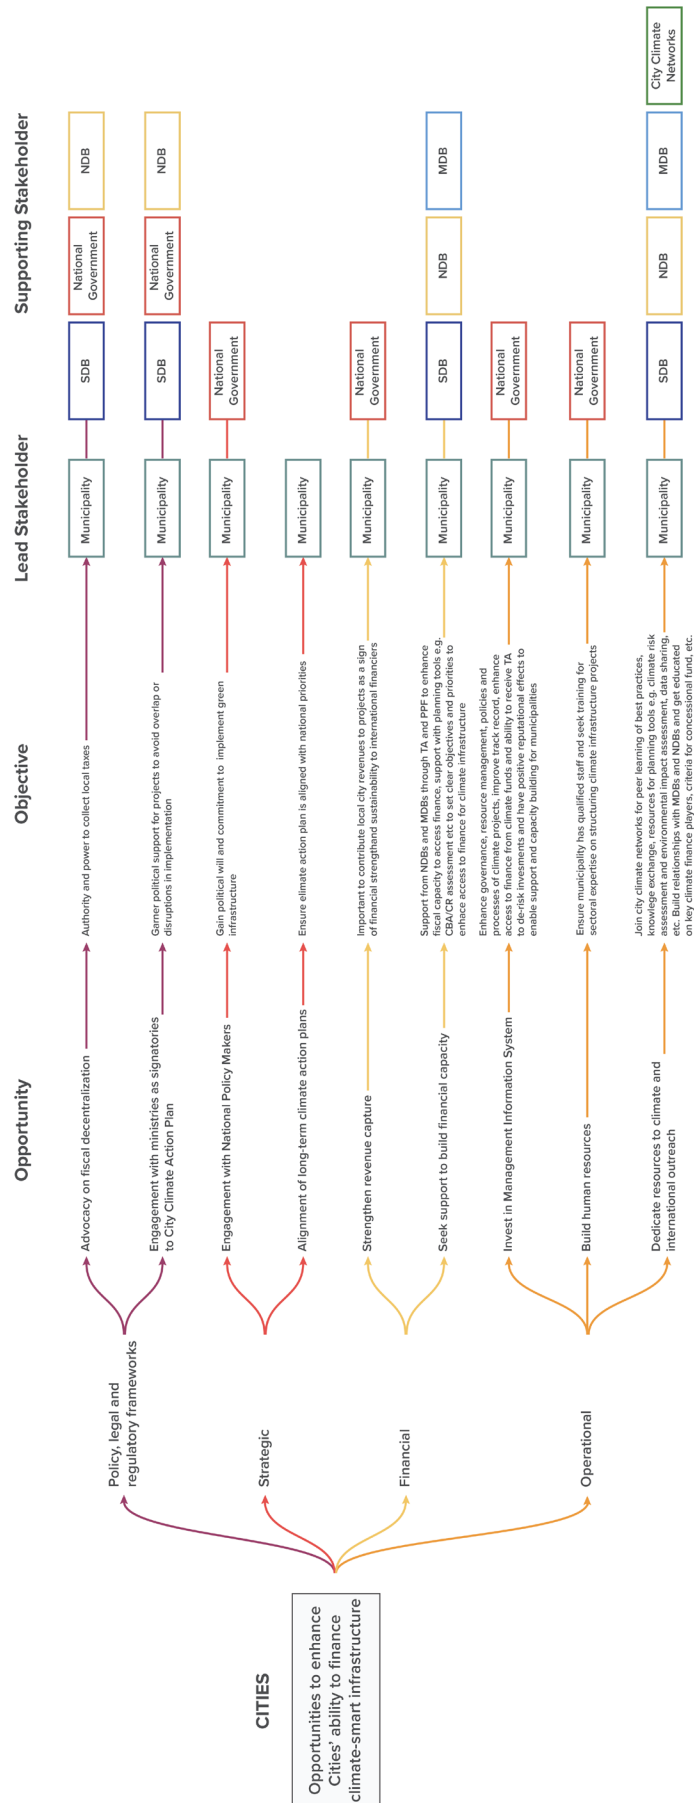 CITIES
Opportunities to enhance
Cities' ability to finance
climate-smart infrastructure
Opportunity
Objective
Lead Stakeholder
Supporting Stakeholder
Policy, legal and
regulatory frameworks
Advocacy on fiscal decentralization
Authority and power to collect local taxes
Municipality
SDB
National
Government
NDB
Engagement with ministries as signatories
to City Climate Action Plan
Garner political support for projects to avoid overlap or
disruptions in implementation
Municipality
SDB
National
Government
NDB
Strategic
Engagement with National Policy Makers
Gain political will and commitment to implement green
infrastructure
Municipality
National
Government
Alignment of long-term climate action plans
Ensure elimate action plan is aligned with national priorities
Municipality
Financial
Strengthen revenue capture
Important to contribute local city revenues to projects as a sign
of financial strengthand sustainability to international financiers
Municipality
National
Government
Seek support to build financial capacity
Support from NDBs and MDBs through TA and PPF to enhance
fiscal capacity to access finance, support with planning tools e.g.
CBA/CR assessment etc to set clear objectives and priorities to
enhace access to finance for climate infrastructure
Municipality
SDB
NDB
MDB
Operational
Invest in Management Information System
Enhance governance, resource management, policies and
processes of climate projects, improve track record, enhance
access to finance from climate funds and ability to receive TA
to de-risk invesments and have positive reputational effects to
enable support and capacity building for municipalities
Municipality
National
Government
Build human resources
Ensure municipality has qualified staff and seek training for
sectoral expertise on structuring climate infrastructure projects
Municipality
National
Government
Dedicate resources to climate and
international outreach
Join city climate networks for peer learning of best practices,
knowlege exchange, resources for planning tools e.g. climate risk
assessment and environmental impact assessment, data sharing,
etc. Build relationships with MDBs and NDBs and get educated
on key climate finance players, criteria for concessional fund, etc.
Municipality
SDB
NDB
MDB
City Climate
Networks